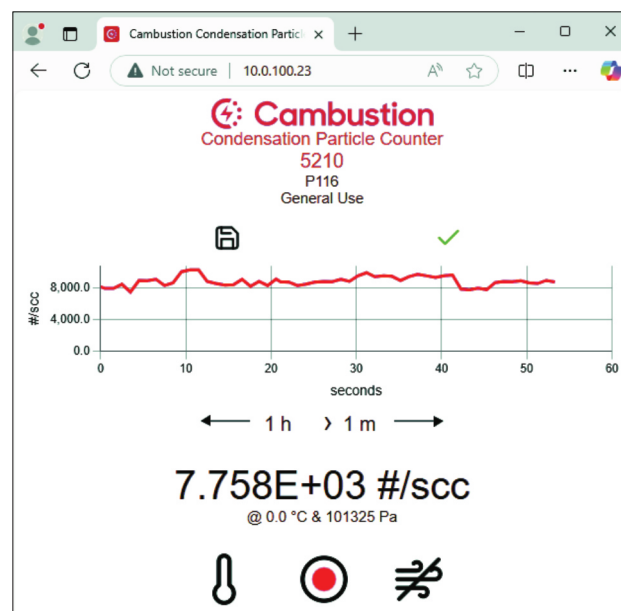 Cambustion Condensation Partic
Not secure | 10.0.100.23
Cambustion
Condensation Particle Counter
5210
P116
General Use
#/scc
8,000.0
4,000.0
0.0
0 10 20 30 40 50 60
seconds
1 h › 1 m
7.758E+03 #/scc
@ 0.0 °C & 101325 Pa